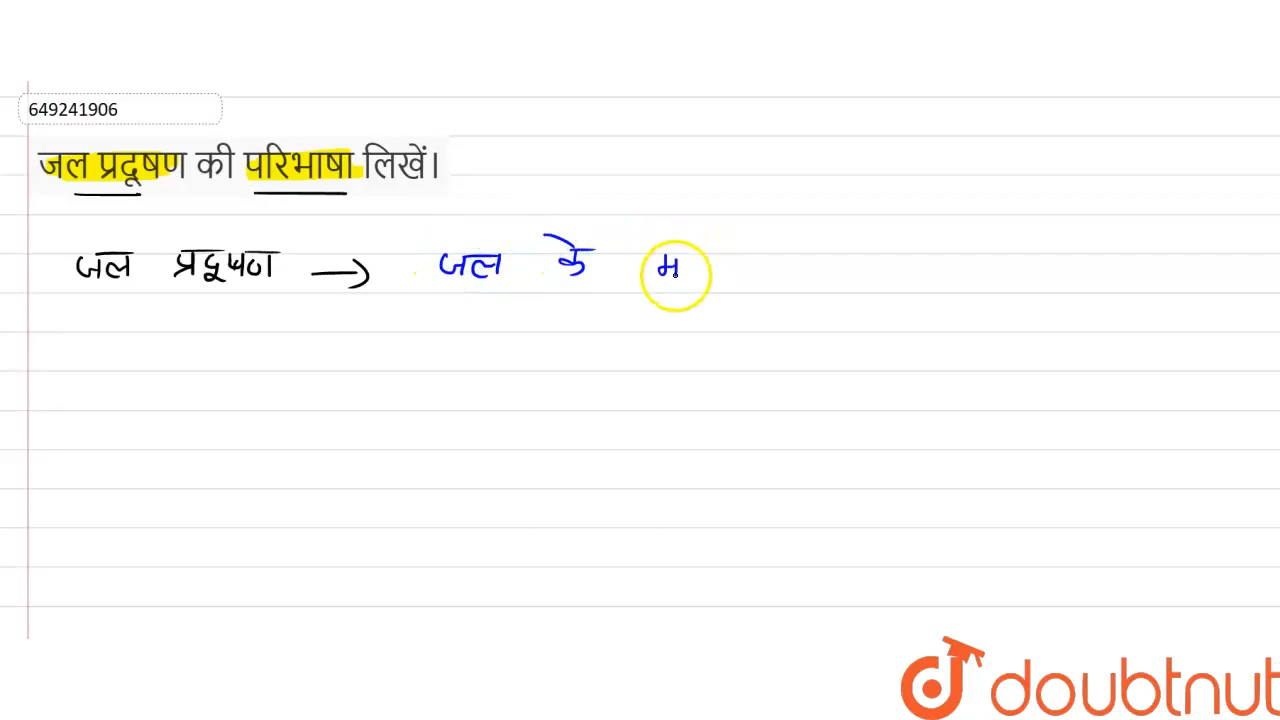 649241906
जल प्रदूषण की परिभाषा लिखें।
जल प्रदूषण → जल के म
doubtnut